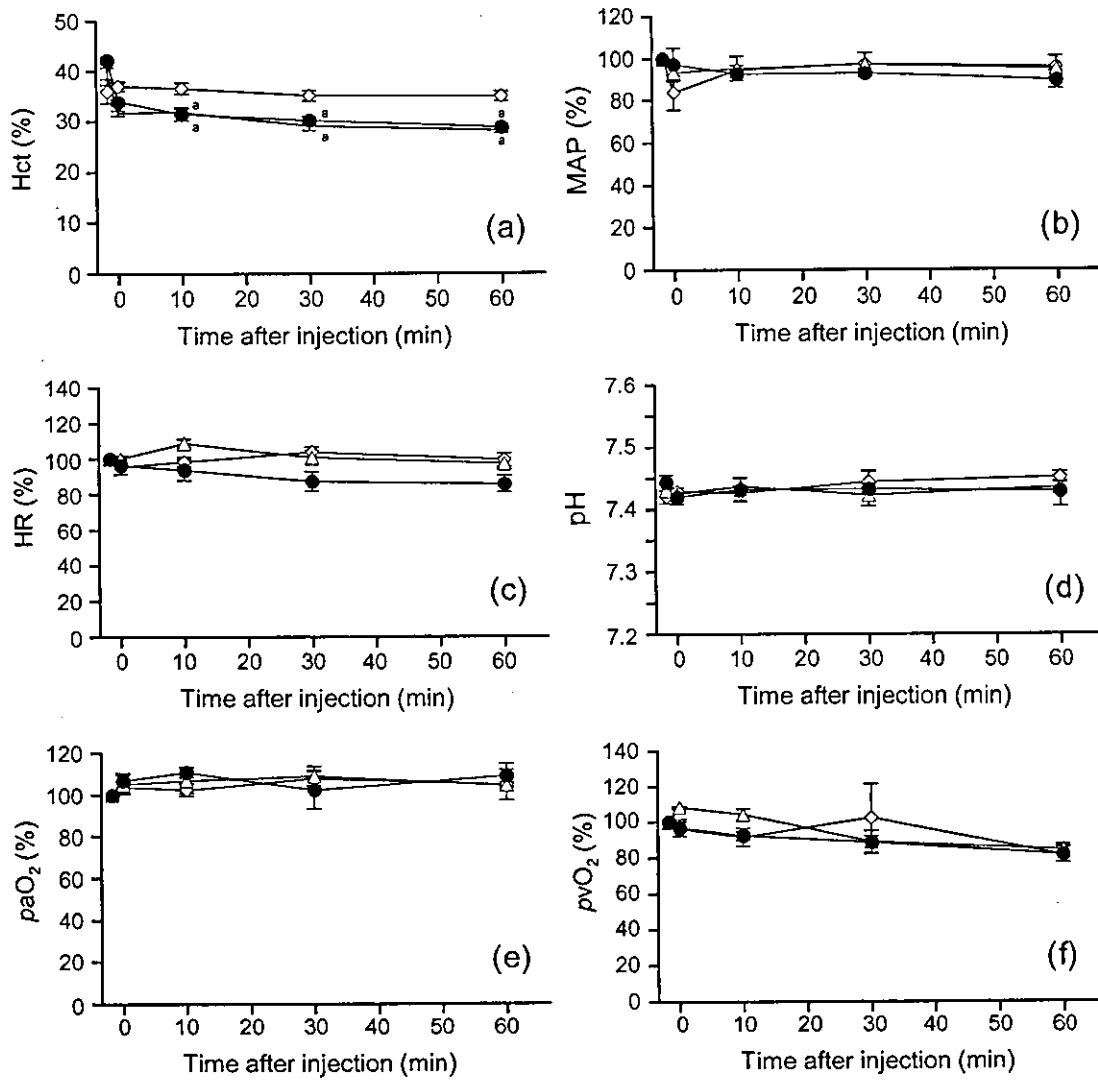 50
40
30
20
10
0
Hct (%)
a
a
a
a
a
a
(a)
0 10 20 30 40 50 60
Time after injection (min)
120
100
80
60
40
20
0
MAP (%)
(b)
0 10 20 30 40 50 60
Time after injection (min)
140
120
100
80
60
40
20
0
HR (%)
(c)
0 10 20 30 40 50 60
Time after injection (min)
7.6
7.5
7.4
7.3
7.2
pH
(d)
0 10 20 30 40 50 60
Time after injection (min)
120
100
80
60
40
20
0
paO₂ (%)
(e)
0 10 20 30 40 50 60
Time after injection (min)
140
120
100
80
60
40
20
0
pvO₂ (%)
(f)
0 10 20 30 40 50 60
Time after injection (min)